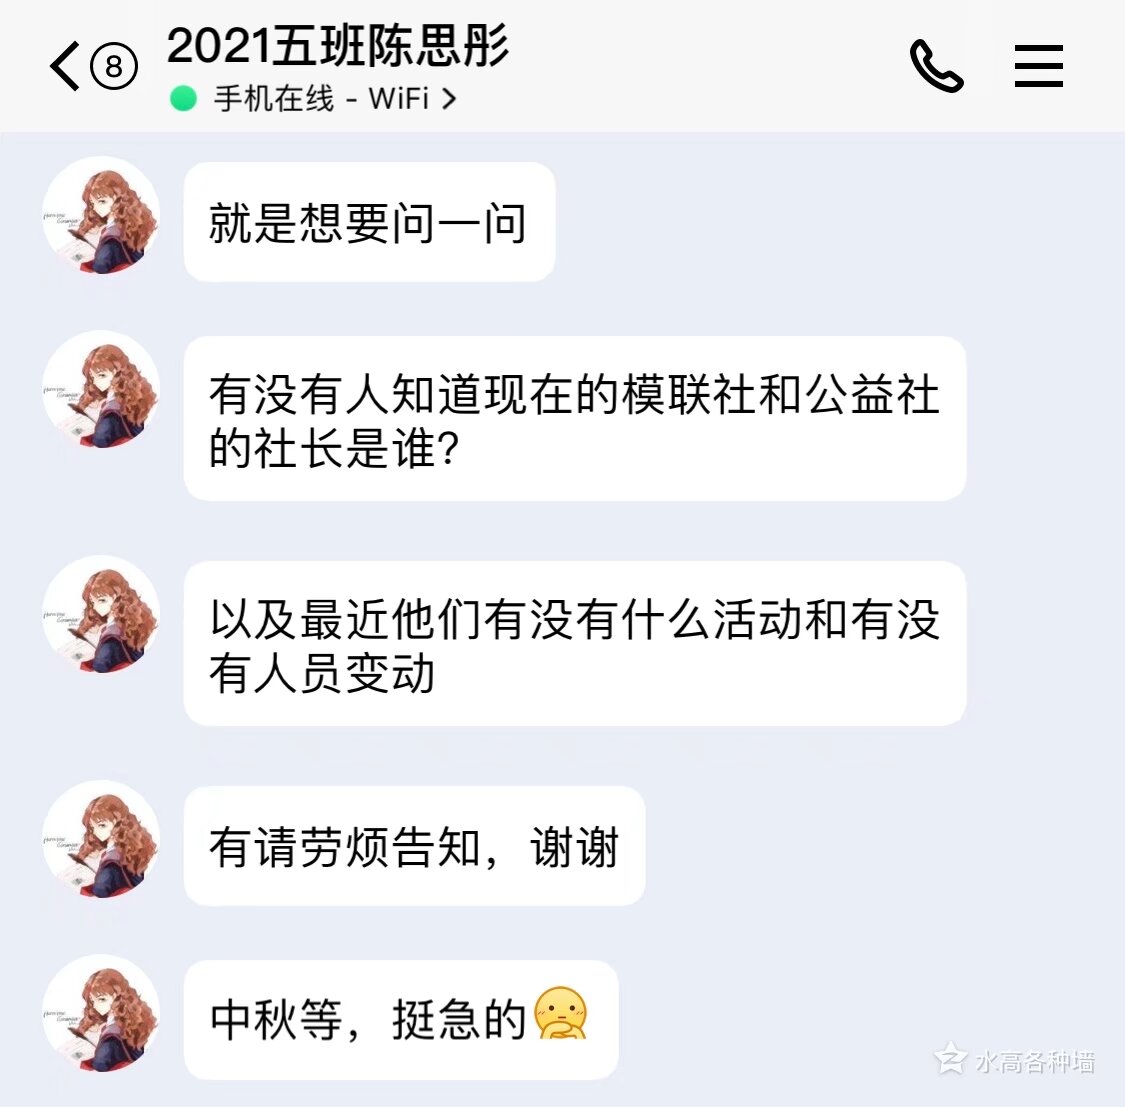 8
2021五班陈思彤
手机在线 - WiFi >
就是想要问一问
有没有人知道现在的模联社和公益社
的社长是谁?
以及最近他们有没有什么活动和有没
有人员变动
有请劳烦告知，谢谢
中秋等，挺急的
水高各种墙